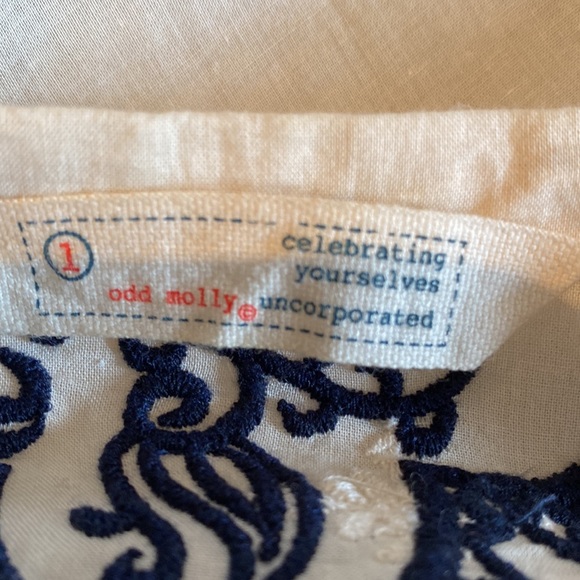 1
celebrating
yourselves
odd molly© uncorporated